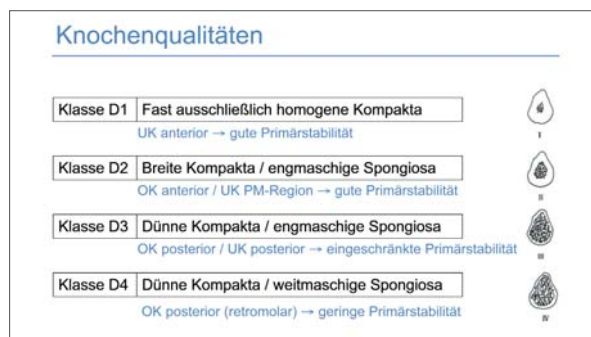 Knochenqualitäten
Klasse D1 Fast ausschließlich homogene Kompakta
UK anterior → gute Primärstabilität
I
Klasse D2 Breite Kompakta / engmaschige Spongiosa
OK anterior / UK PM-Region → gute Primärstabilität
II
Klasse D3 Dünne Kompakta / engmaschige Spongiosa
OK posterior / UK posterior → eingeschränkte Primärstabilität
III
Klasse D4 Dünne Kompakta / weitmaschige Spongiosa
OK posterior (retromolar) → geringe Primärstabilität
IV